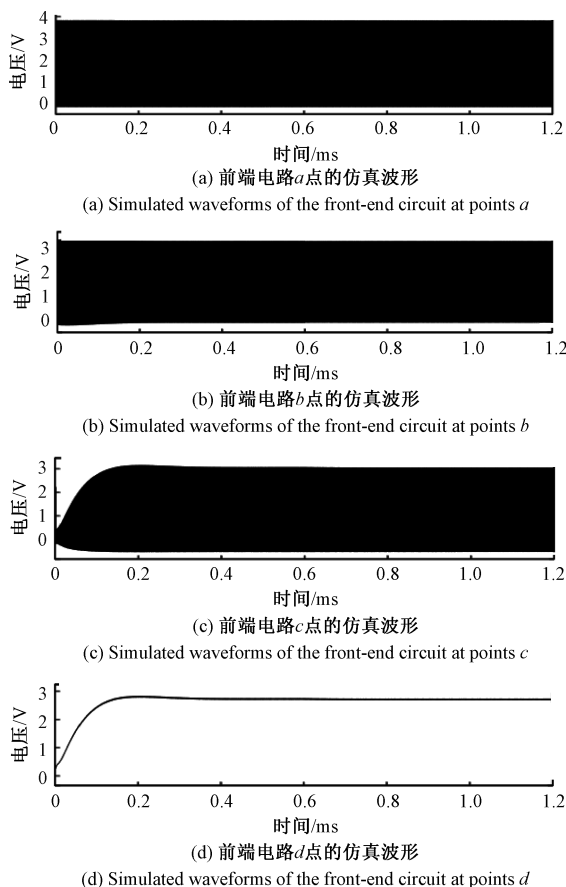 电压/V
4
3
2
1
0
0 0.2 0.4 0.6 0.8 1.0 1.2
时间/ms
(a) 前端电路a点的仿真波形
(a) Simulated waveforms of the front-end circuit at points a
电压/V
3
2
1
0
0 0.2 0.4 0.6 0.8 1.0 1.2
时间/ms
(b) 前端电路b点的仿真波形
(b) Simulated waveforms of the front-end circuit at points b
电压/V
3
2
1
0
0 0.2 0.4 0.6 0.8 1.0 1.2
时间/ms
(c) 前端电路c点的仿真波形
(c) Simulated waveforms of the front-end circuit at points c
电压/V
3
2
1
0
0 0.2 0.4 0.6 0.8 1.0 1.2
时间/ms
(d) 前端电路d点的仿真波形
(d) Simulated waveforms of the front-end circuit at points d